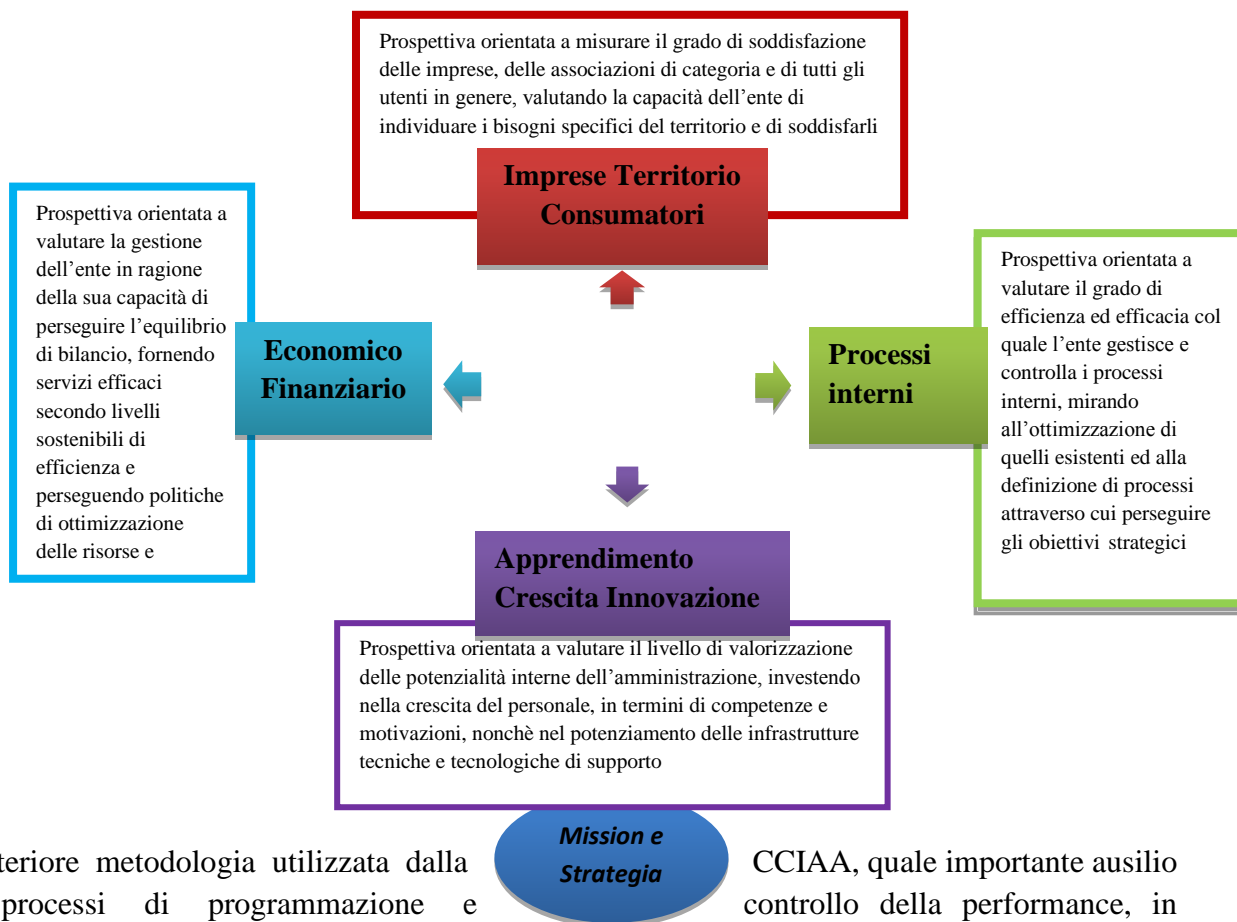 Prospettiva orientata a misurare il grado di soddisfazione
delle imprese, delle associazioni di categoria e di tutti gli
utenti in genere, valutando la capacità dell’ente di
individuare i bisogni specifici del territorio e di soddisfarli
Imprese Territorio
Consumatori
Prospettiva orientata a
valutare la gestione
dell’ente in ragione
della sua capacità di
perseguire l’equilibrio
di bilancio, fornendo
servizi efficaci
secondo livelli
sostenibili di
efficienza e
perseguendo politiche
di ottimizzazione
delle risorse e
Economico
Finanziario
Processi
interni
Prospettiva orientata a
valutare il grado di
efficienza ed efficacia col
quale l’ente gestisce e
controlla i processi
interni, mirando
all’ottimizzazione di
quelli esistenti ed alla
definizione di processi
attraverso cui perseguire
gli obiettivi strategici
Apprendimento
Crescita Innovazione
Prospettiva orientata a valutare il livello di valorizzazione
delle potenzialità interne dell’amministrazione, investendo
nella crescita del personale, in termini di competenze e
motivazioni, nonchè nel potenziamento delle infrastrutture
tecniche e tecnologiche di supporto
Mission e
Strategia
teriore metodologia utilizzata dalla CCIAA, quale importante ausilio
processi di programmazione e controllo della performance, in